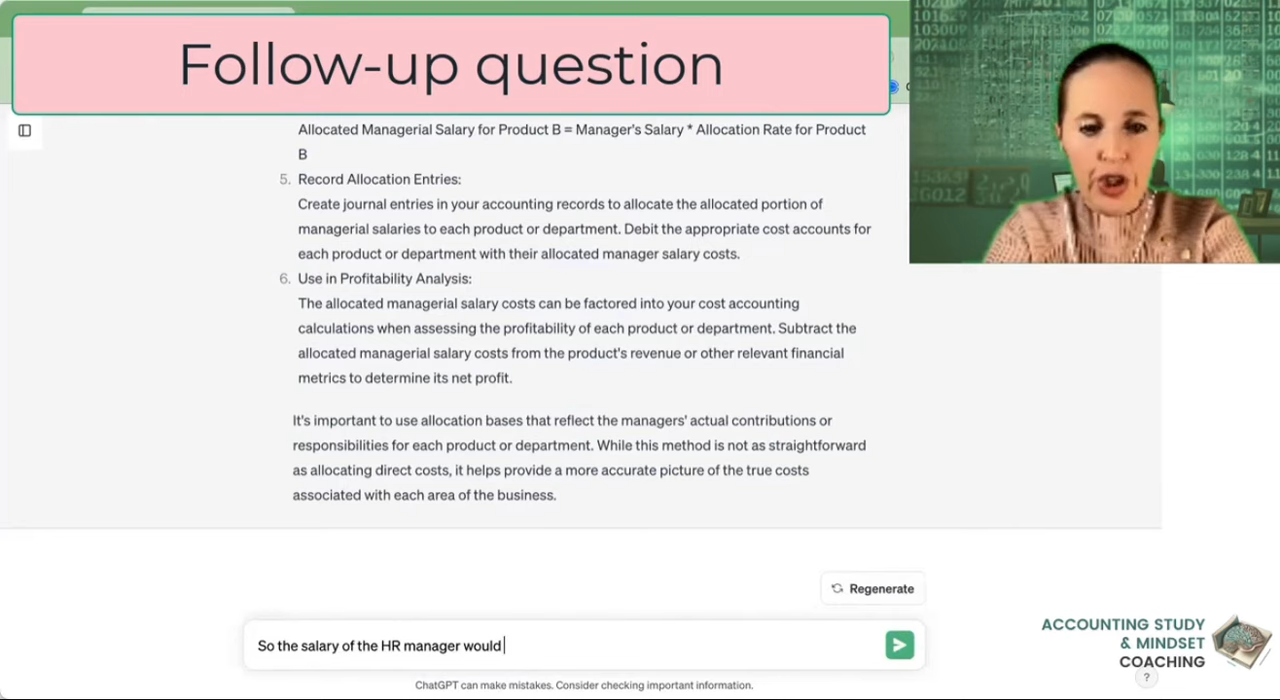 Follow-up question
Allocated Managerial Salary for Product B = Manager's Salary * Allocation Rate for Product
B
5. Record Allocation Entries:
Create journal entries in your accounting records to allocate the allocated portion of
managerial salaries to each product or department. Debit the appropriate cost accounts for
each product or department with their allocated manager salary costs.
6. Use in Profitability Analysis:
The allocated managerial salary costs can be factored into your cost accounting
calculations when assessing the profitability of each product or department. Subtract the
allocated managerial salary costs from the product's revenue or other relevant financial
metrics to determine its net profit.
It's important to use allocation bases that reflect the managers' actual contributions or
responsibilities for each product or department. While this method is not as straightforward
as allocating direct costs, it helps provide a more accurate picture of the true costs
associated with each area of the business.
Regenerate
So the salary of the HR manager would
ChatGPT can make mistakes. Consider checking important information.
ACCOUNTING STUDY
& MINDSET
COACHING
?